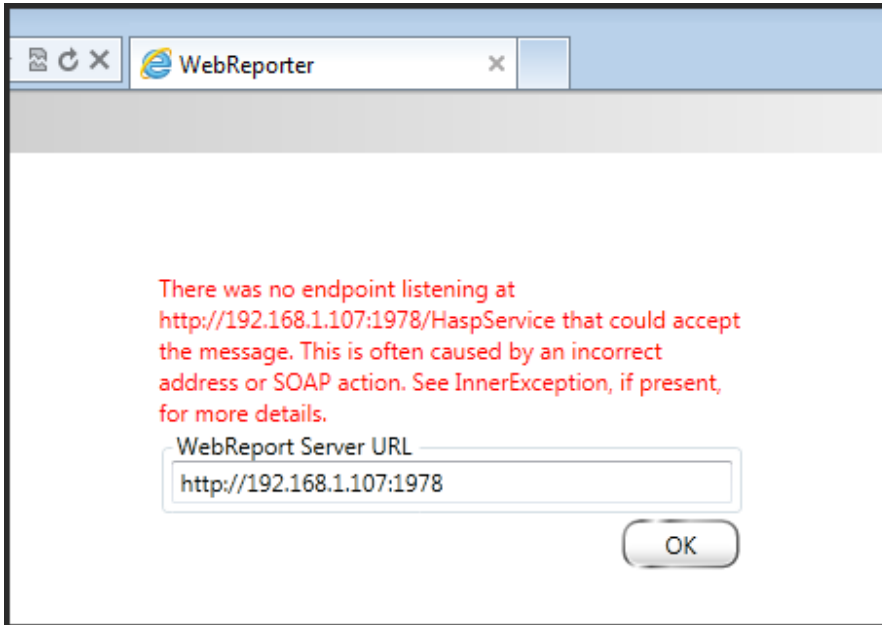 WebReporter
There was no endpoint listening at
http://192.168.1.107:1978/HaspService that could accept
the message. This is often caused by an incorrect
address or SOAP action. See InnerException, if present,
for more details.
WebReport Server URL
http://192.168.1.107:1978
OK